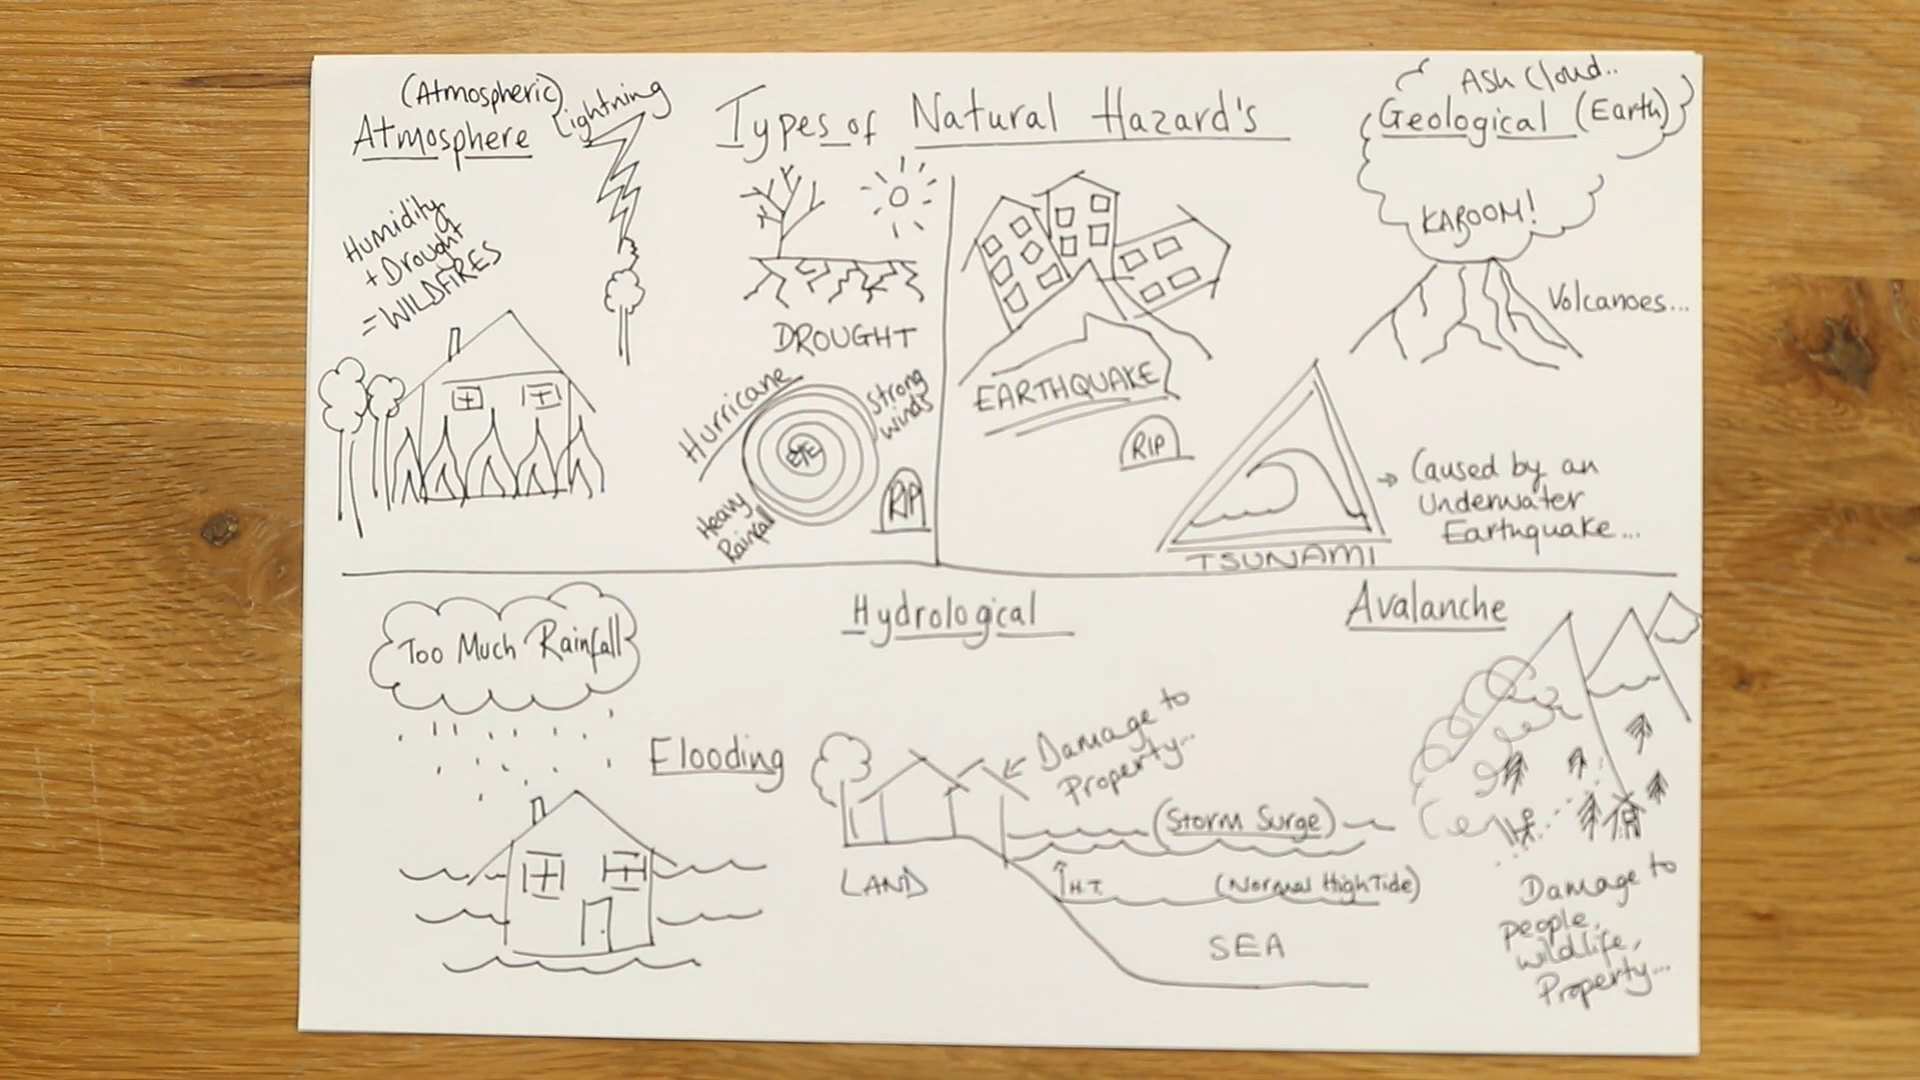 Types of Natural Hazard's
(Atmospheric)
Atmosphere
Lightning
Humidity
+ Drought
= WILDFIRES
DROUGHT
Hurricane
Strong
Winds
EYE
Heavy
Rainfall
RIP
Ash Cloud..
Geological (Earth)
KABOOM!
Volcanoes...
EARTHQUAKE
RIP
TSUNAMI
Caused by an
Underwater
Earthquake...
Hydrological
Too Much Rainfall
Flooding
Damage to
Property...
(Storm Surge)
LAND
H.T.
(Normal High Tide)
SEA
Avalanche
Damage to
people,
wildlife,
Property...